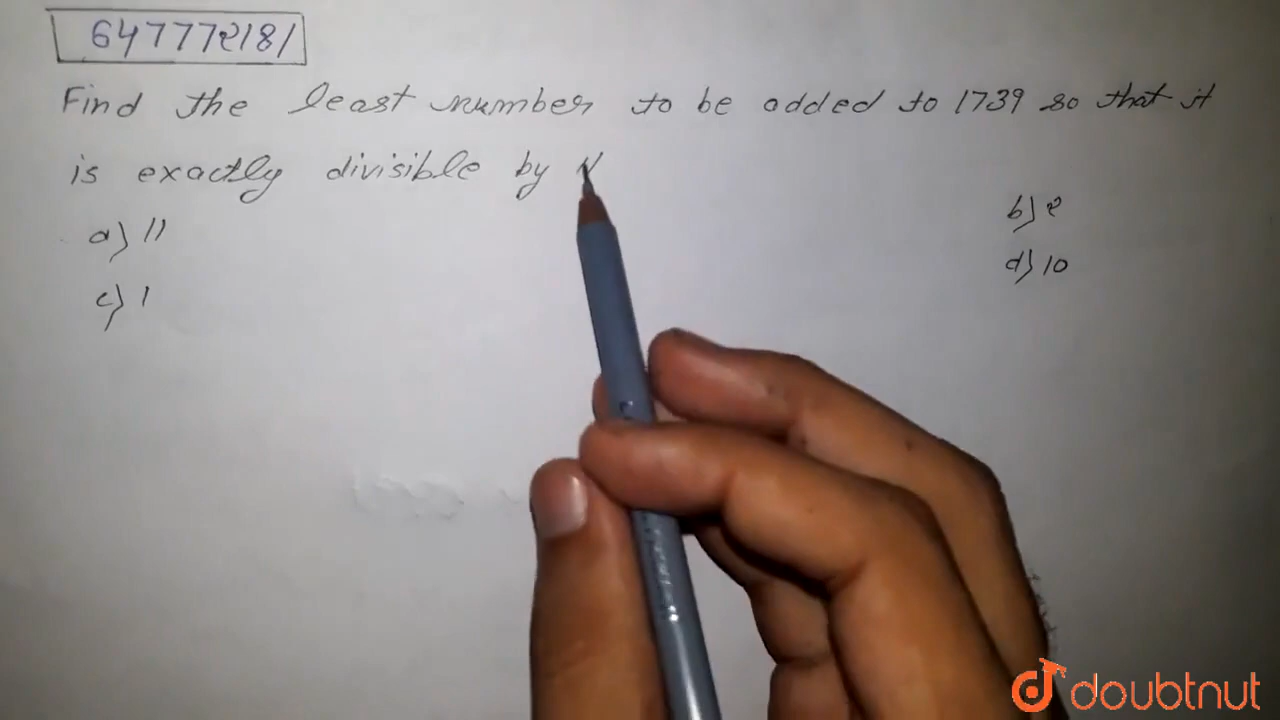 647772181
Find the least number to be added to 1739 so that it
is exactly divisible by
a) 11
b) 2
c) 1
d) 10
doubtnut